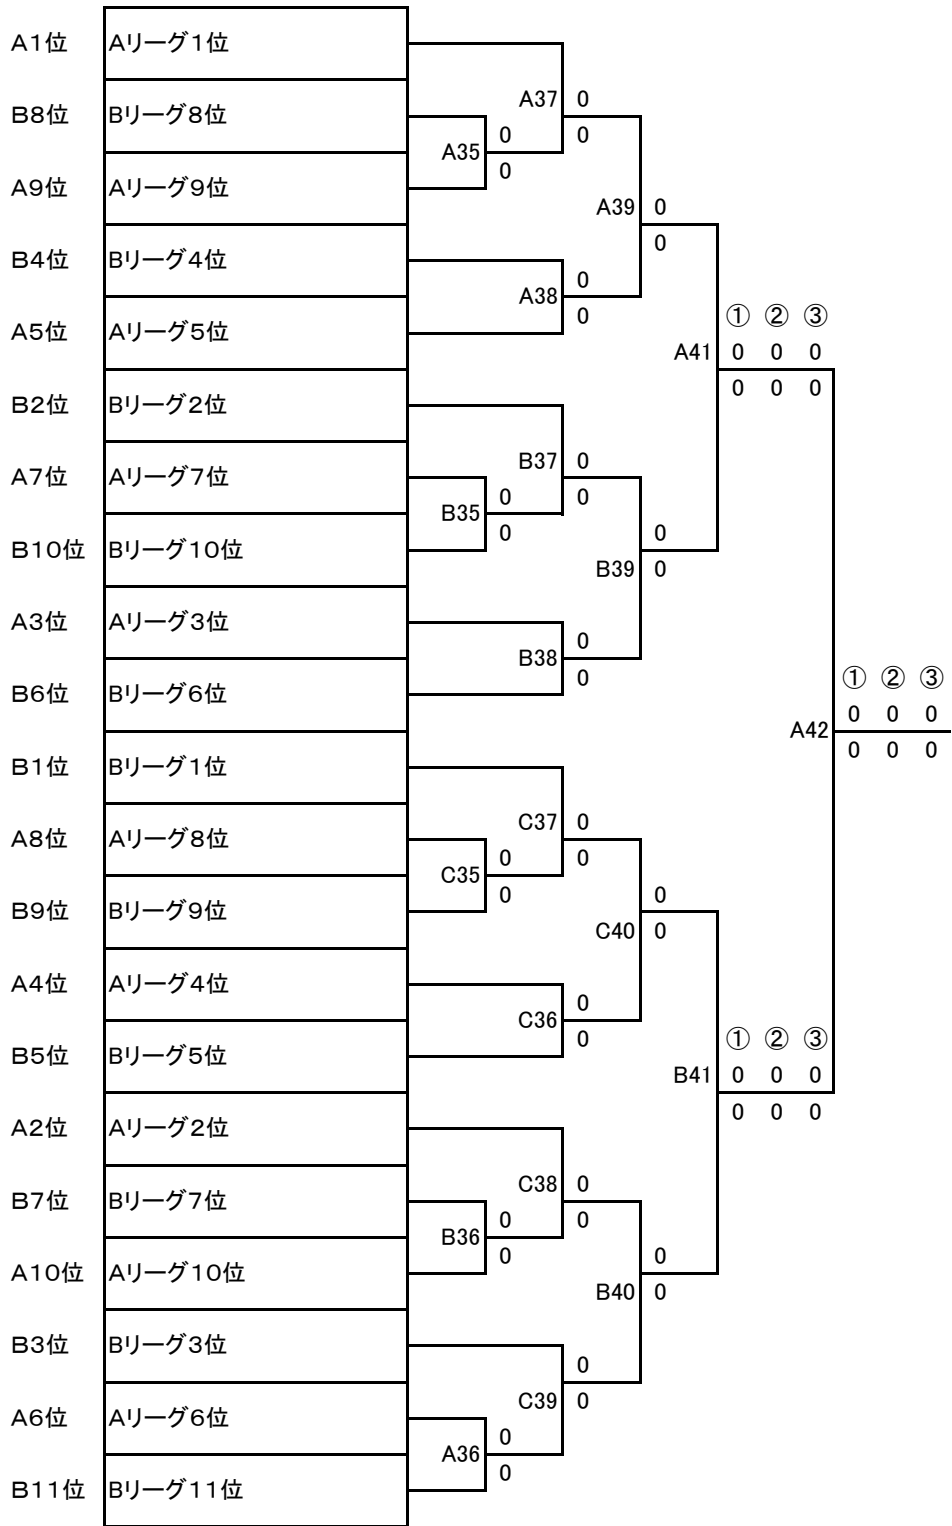 A1位 Aリーグ1位
A37 0
B8位 Bリーグ8位
0 0
A35
0
A9位 Aリーグ9位
A39 0
0
B4位 Bリーグ4位
0
A38
0
① ② ③
A5位 Aリーグ5位
A41 0 0 0
0 0 0
B2位 Bリーグ2位
B37 0
A7位 Aリーグ7位
0 0
B35
0 0
B10位 Bリーグ10位
B39 0
A3位 Aリーグ3位
0
B38
0
① ② ③
B6位 Bリーグ6位
0 0 0
A42
0 0 0
B1位 Bリーグ1位
C37 0
A8位 Aリーグ8位
0 0
C35
0 0
B9位 Bリーグ9位
C40 0
A4位 Aリーグ4位
0
C36
0 ① ② ③
B5位 Bリーグ5位
B41 0 0 0
0 0 0
A2位 Aリーグ2位
C38 0
B7位 Bリーグ7位
0 0
B36
0 0
A10位 Aリーグ10位
B40 0
B3位 Bリーグ3位
0
C39 0
A6位 Aリーグ6位
0
A36
0
B11位 Bリーグ11位